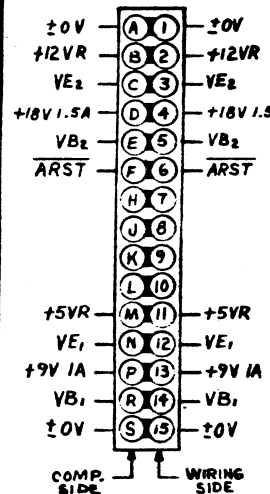 ±0V A 1 ±0V
+12VR B 2 +12VR
VE₂ C 3 VE₂
+18V 1.5A D 4 +18V 1.5
VB₂ E 5 VB₂
A̅R̅S̅T̅ F 6 A̅R̅S̅T̅
H 7
J 8
K 9
L 10
+5VR M 11 +5VR
VE₁ N 12 VE₁
+9V 1A P 13 +9V 1A
VB₁ R 14 VB₁
±0V S 15 ±0V
COMP. WIRING
SIDE SIDE